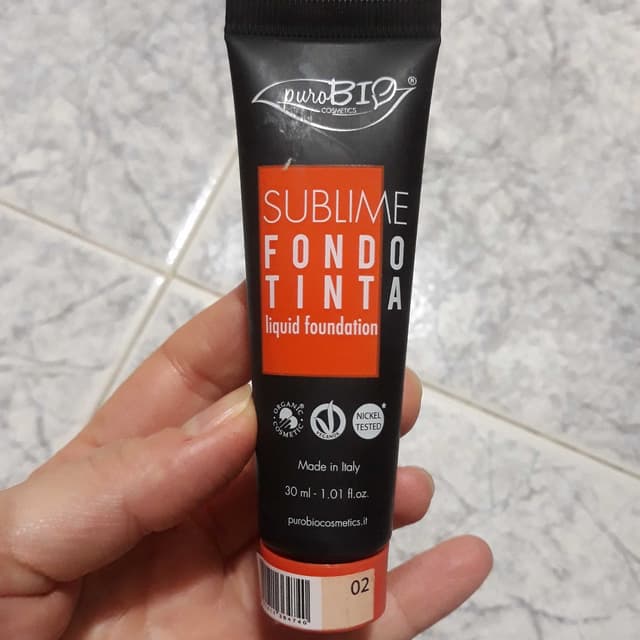 puroBIO®
COSMETICS
SUBLIME
FONDO
TINTA
liquid foundation
ORGANIC
COSMETIC
VEGANOK
NICKEL
TESTED*
Made in Italy
30 ml - 1.01 fl.oz.
purobiocosmetics.it
02